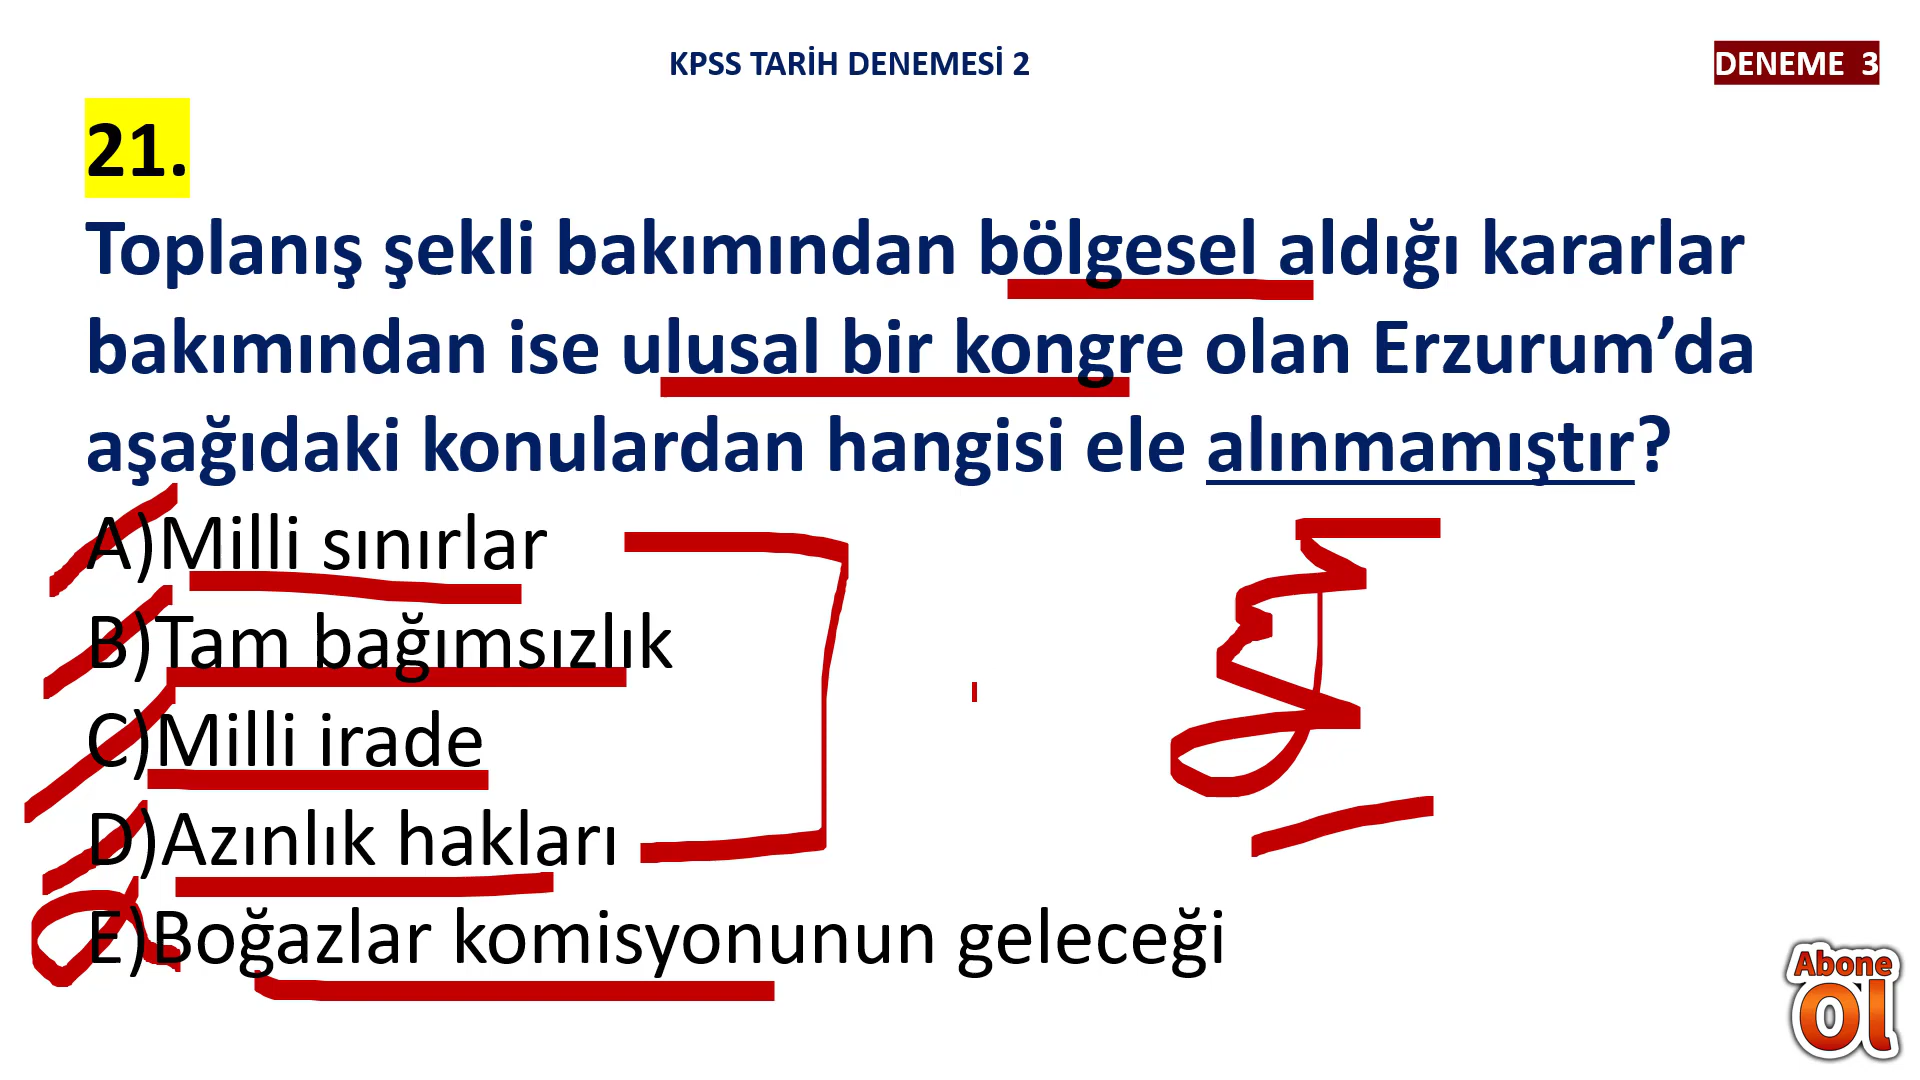 KPSS TARİH DENEMESİ 2
DENEME 3
21.
Toplanış şekli bakımından bölgesel aldığı kararlar
bakımından ise ulusal bir kongre olan Erzurum’da
aşağıdaki konulardan hangisi ele alınmamıştır?
A)Milli sınırlar
B)Tam bağımsızlık
C)Milli irade
D)Azınlık hakları
E)Boğazlar komisyonunun geleceği
Abone
ol